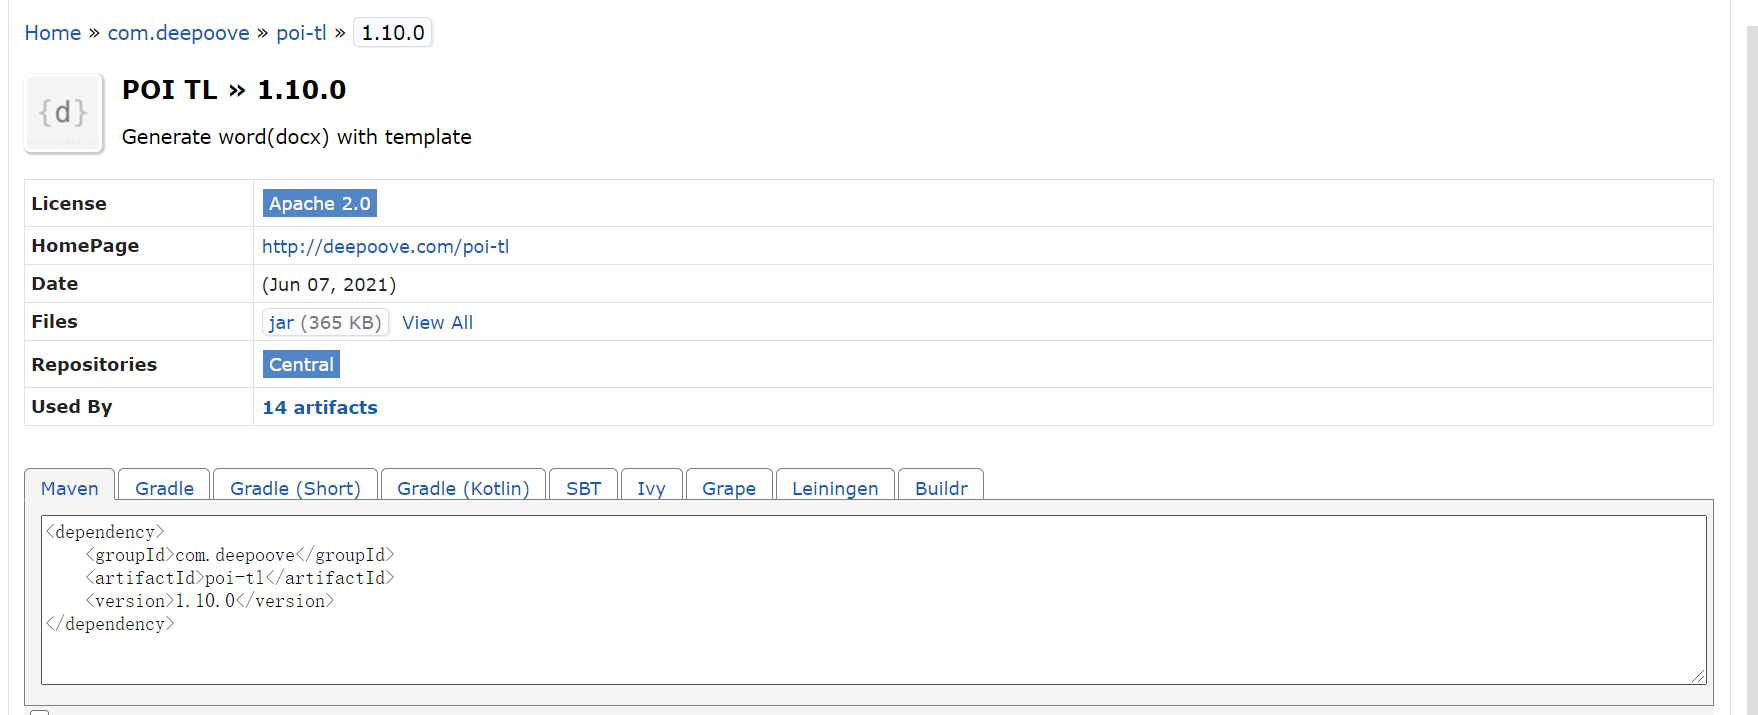 Home » com.deepoove » poi-tl » 1.10.0
{d}
POI TL » 1.10.0
Generate word(docx) with template
License Apache 2.0
HomePage http://deepoove.com/poi-tl
Date (Jun 07, 2021)
Files jar (365 KB) View All
Repositories Central
Used By 14 artifacts
Maven Gradle Gradle (Short) Gradle (Kotlin) SBT Ivy Grape Leiningen Buildr
<dependency>
    <groupId>com.deepoove</groupId>
    <artifactId>poi-tl</artifactId>
    <version>1.10.0</version>
</dependency>